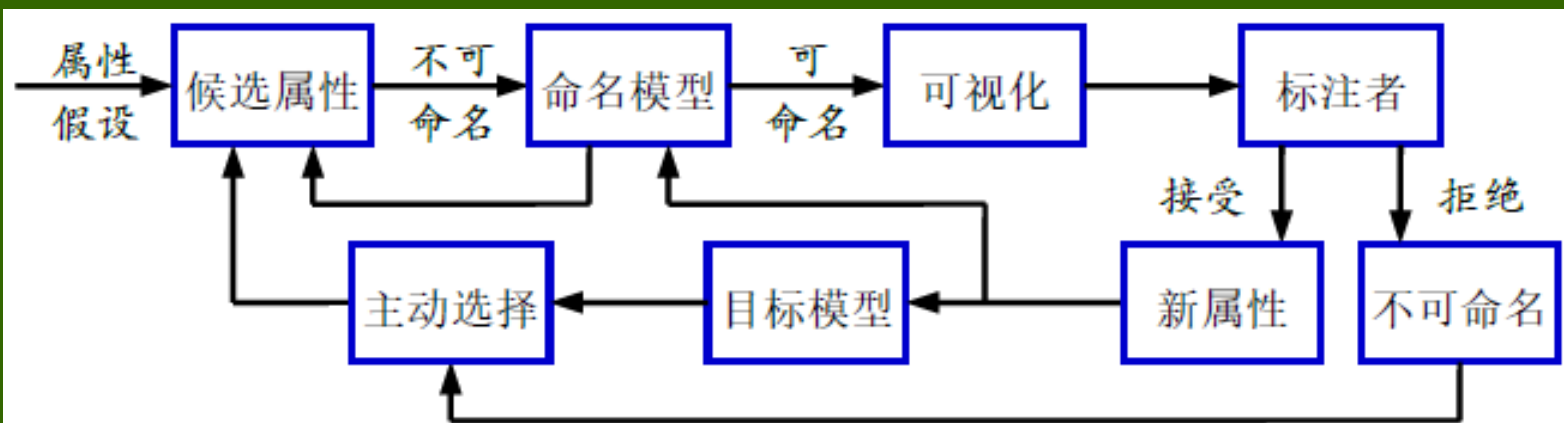 属性
假设
候选属性
不可
命名
命名模型
可
命名
可视化
标注者
接受
拒绝
主动选择
目标模型
新属性
不可命名